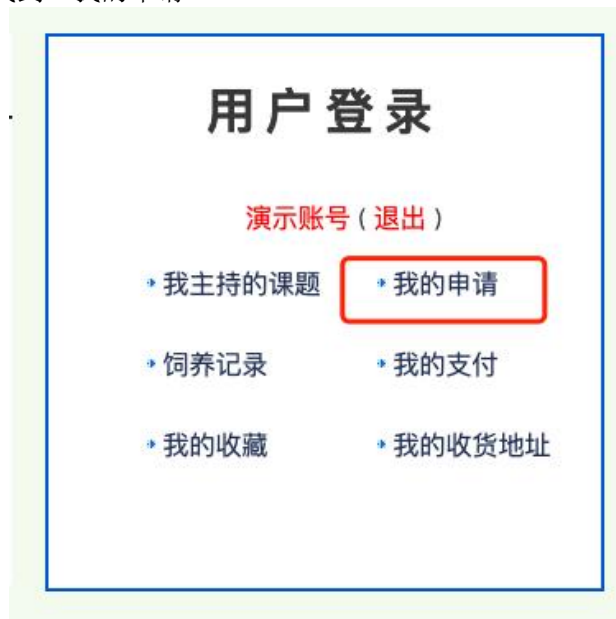 用户登录
演示账号 ( 退出 )
我主持的课题 我的申请
饲养记录 我的支付
我的收藏 我的收货地址